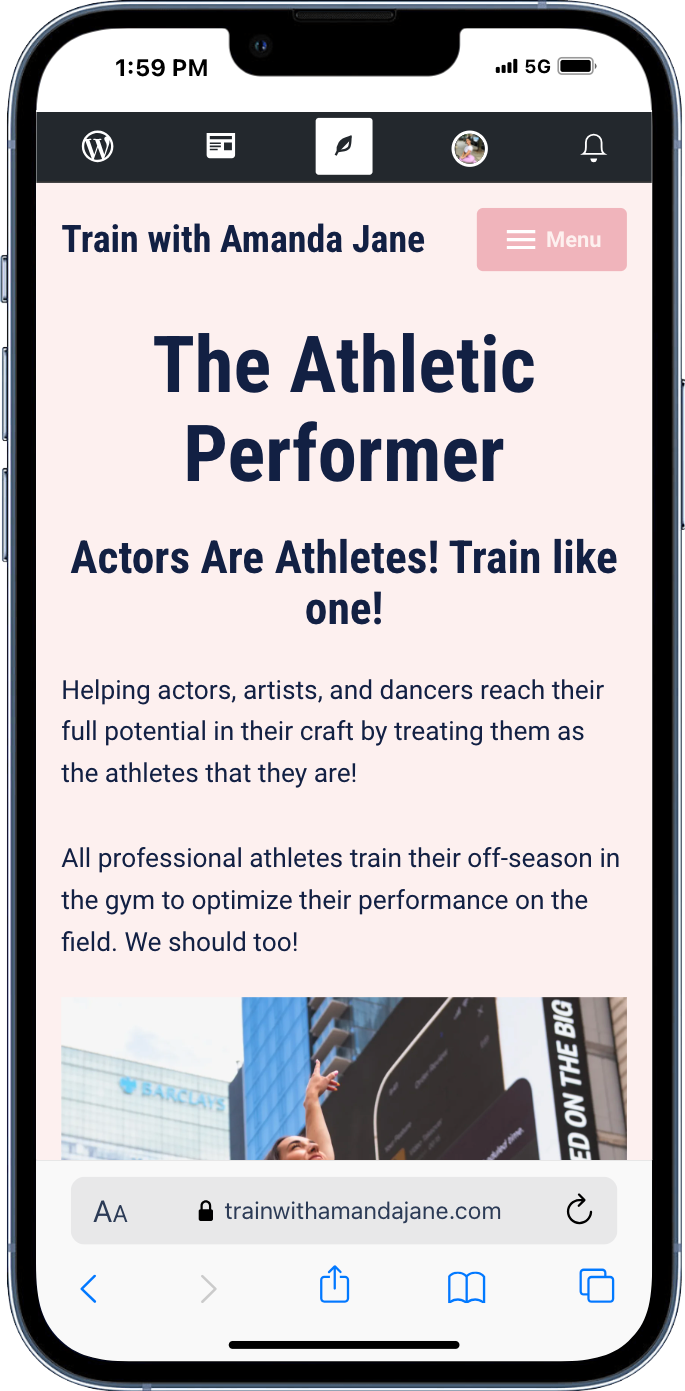 1:59 PM
5G
Train with Amanda Jane
Menu
The Athletic
Performer
Actors Are Athletes! Train like
one!
Helping actors, artists, and dancers reach their
full potential in their craft by treating them as
the athletes that they are!
All professional athletes train their off-season in
the gym to optimize their performance on the
field. We should too!
BARCLAYS
ED ON THE BIG
AA
trainwithamandajane.com